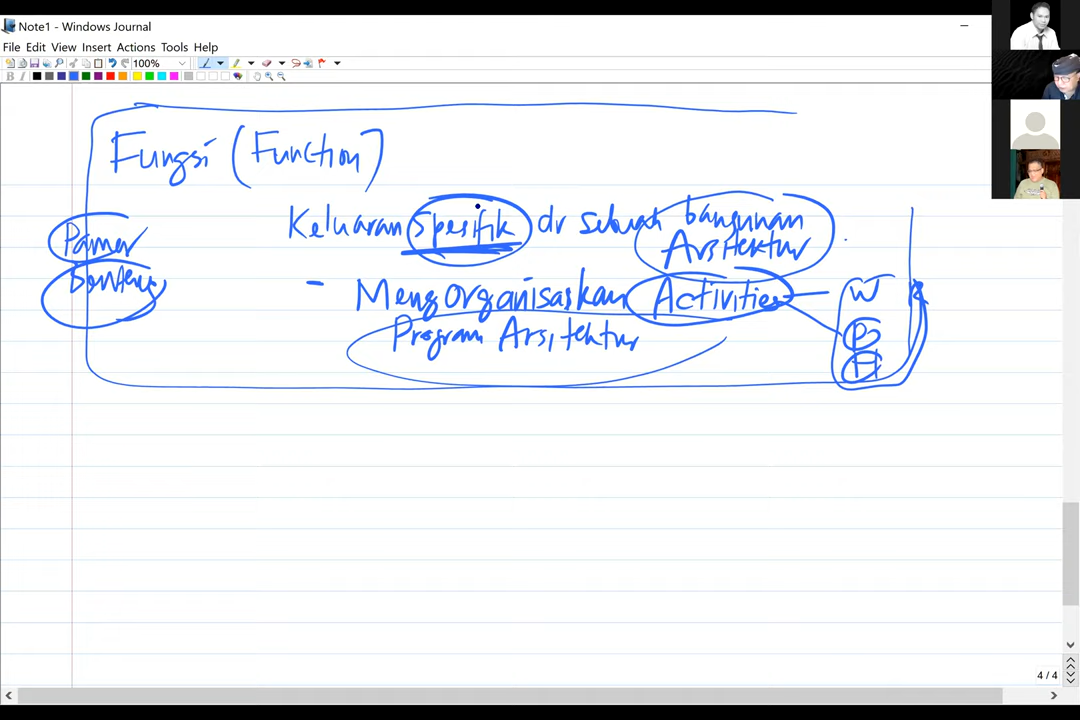 Note1 - Windows Journal
File Edit View Insert Actions Tools Help
100%
B I
Fungsi (Function)
Keluaran spesifik dr sebuah bangunan
Arsitektur
Pamer
Benteng
- Mengorganisasikan Activities W
Program Arsitektur P
H
4 / 4